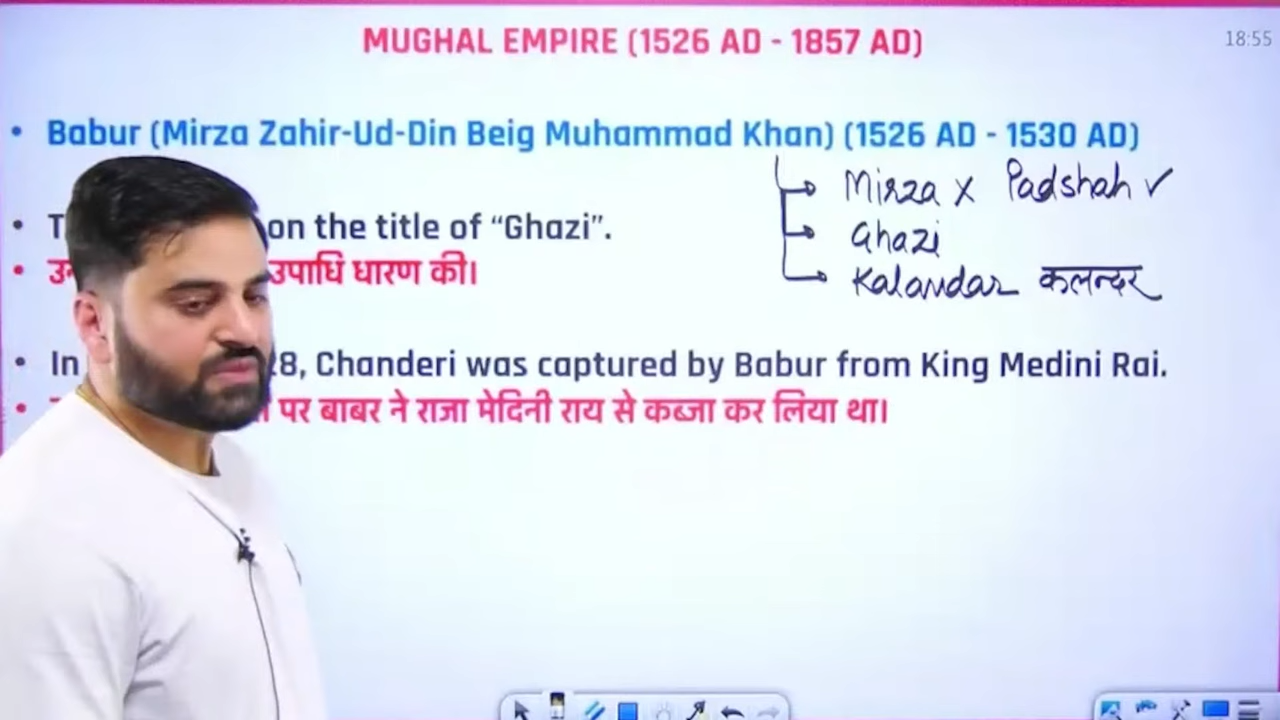 MUGHAL EMPIRE (1526 AD - 1857 AD)
18:55
• Babur (Mirza Zahir-Ud-Din Beig Muhammad Khan) (1526 AD - 1530 AD)
Mirza x Padshah ✓
• on the title of “Ghazi”.
Ghazi
• उपाधि धारण की।
Kalandar कलन्दर
• In 8, Chanderi was captured by Babur from King Medini Rai.
• पर बाबर ने राजा मेदिनी राय से कब्जा कर लिया था।